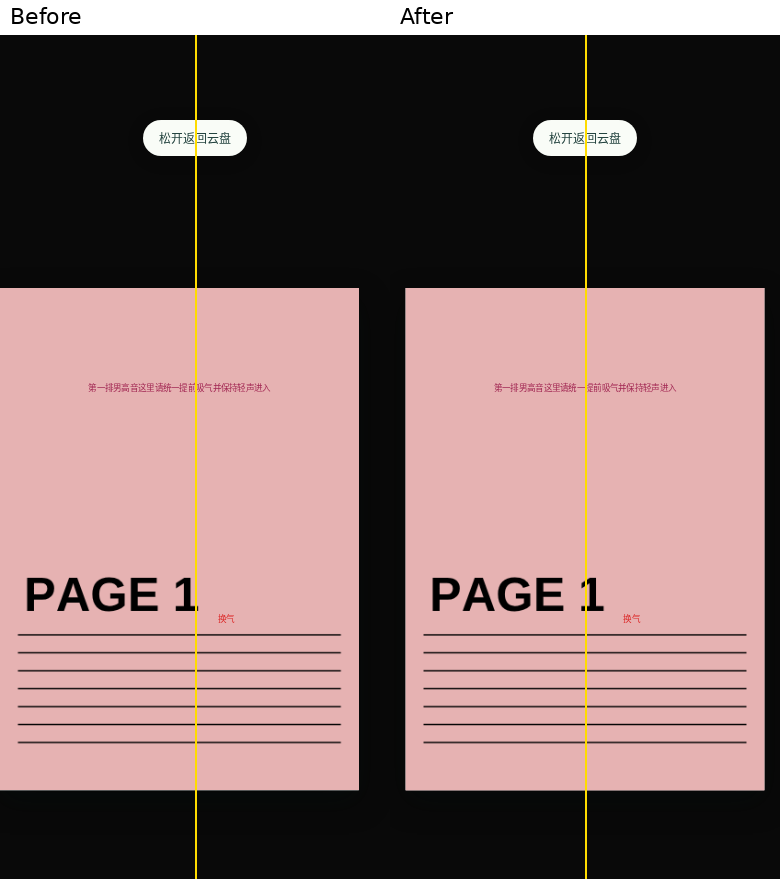 Before
After
松开返回云盘
松开返回云盘
第一排男高音这里请统一提前吸气并保持轻声进入
第一排男高音这里请统一提前吸气并保持轻声进入
PAGE 1
PAGE 1
换气
换气